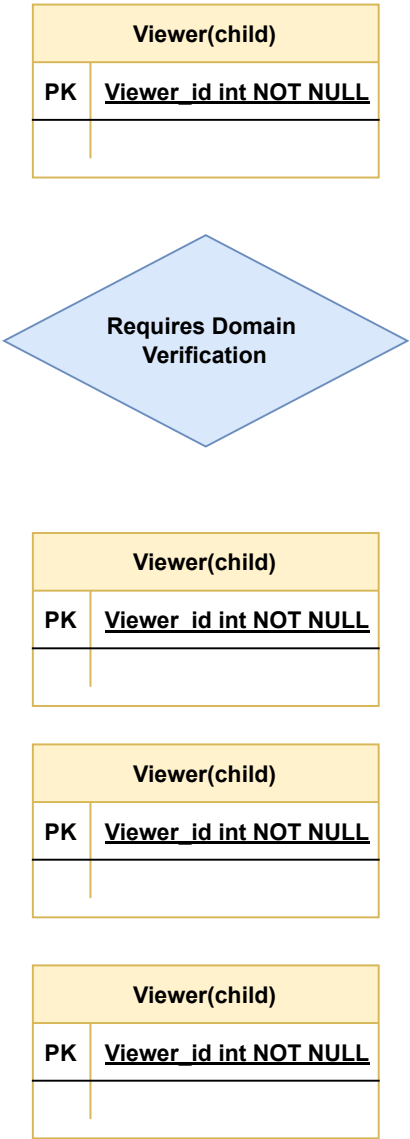 Viewer(child)
PK Viewer_id int NOT NULL
Requires Domain
Verification
Viewer(child)
PK Viewer_id int NOT NULL
Viewer(child)
PK Viewer_id int NOT NULL
Viewer(child)
PK Viewer_id int NOT NULL